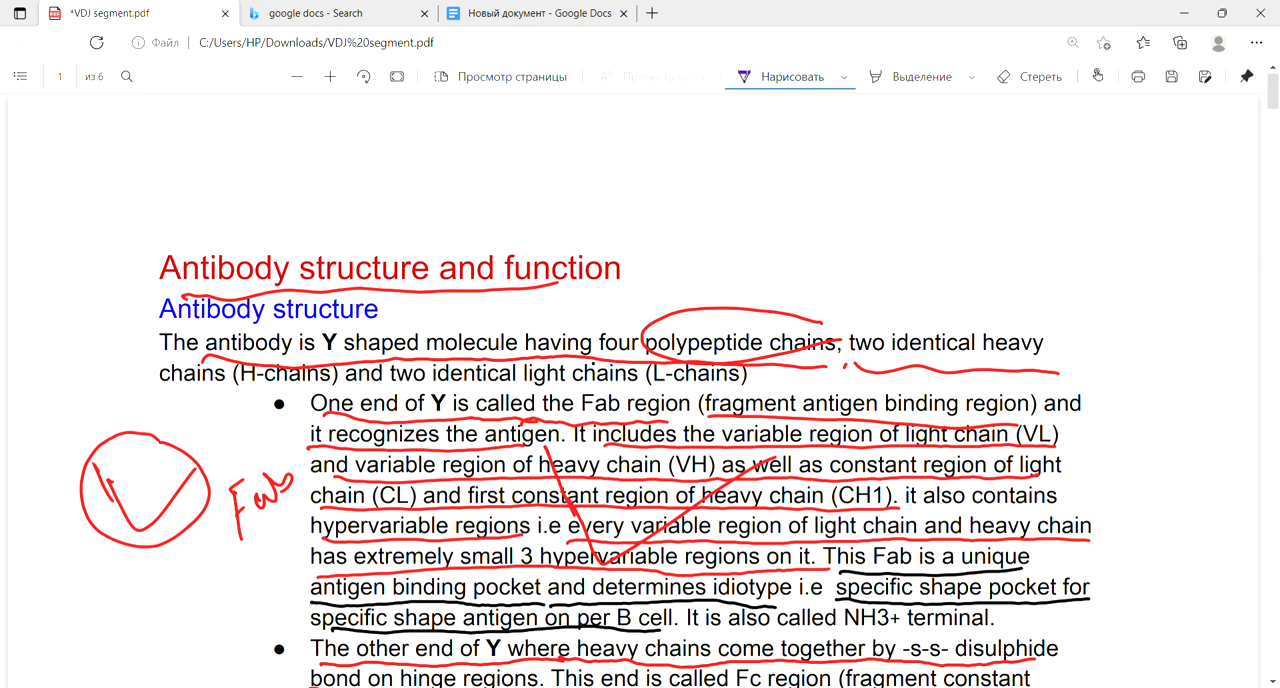 *VDJ segment.pdf
google docs - Search
Новый документ - Google Docs
Файл
C:/Users/HP/Downloads/VDJ%20segment.pdf
1 из 6
Просмотр страницы
Прочесть вслух
Нарисовать
Выделение
Стереть
Antibody structure and function
Antibody structure
The antibody is Y shaped molecule having four polypeptide chains, two identical heavy
chains (H-chains) and two identical light chains (L-chains)
● One end of Y is called the Fab region (fragment antigen binding region) and
it recognizes the antigen. It includes the variable region of light chain (VL)
and variable region of heavy chain (VH) as well as constant region of light
chain (CL) and first constant region of heavy chain (CH1). it also contains
hypervariable regions i.e every variable region of light chain and heavy chain
has extremely small 3 hypervariable regions on it. This Fab is a unique
antigen binding pocket and determines idiotype i.e specific shape pocket for
specific shape antigen on per B cell. It is also called NH3+ terminal.
Fab
● The other end of Y where heavy chains come together by -s-s- disulphide
bond on hinge regions. This end is called Fc region (fragment constant